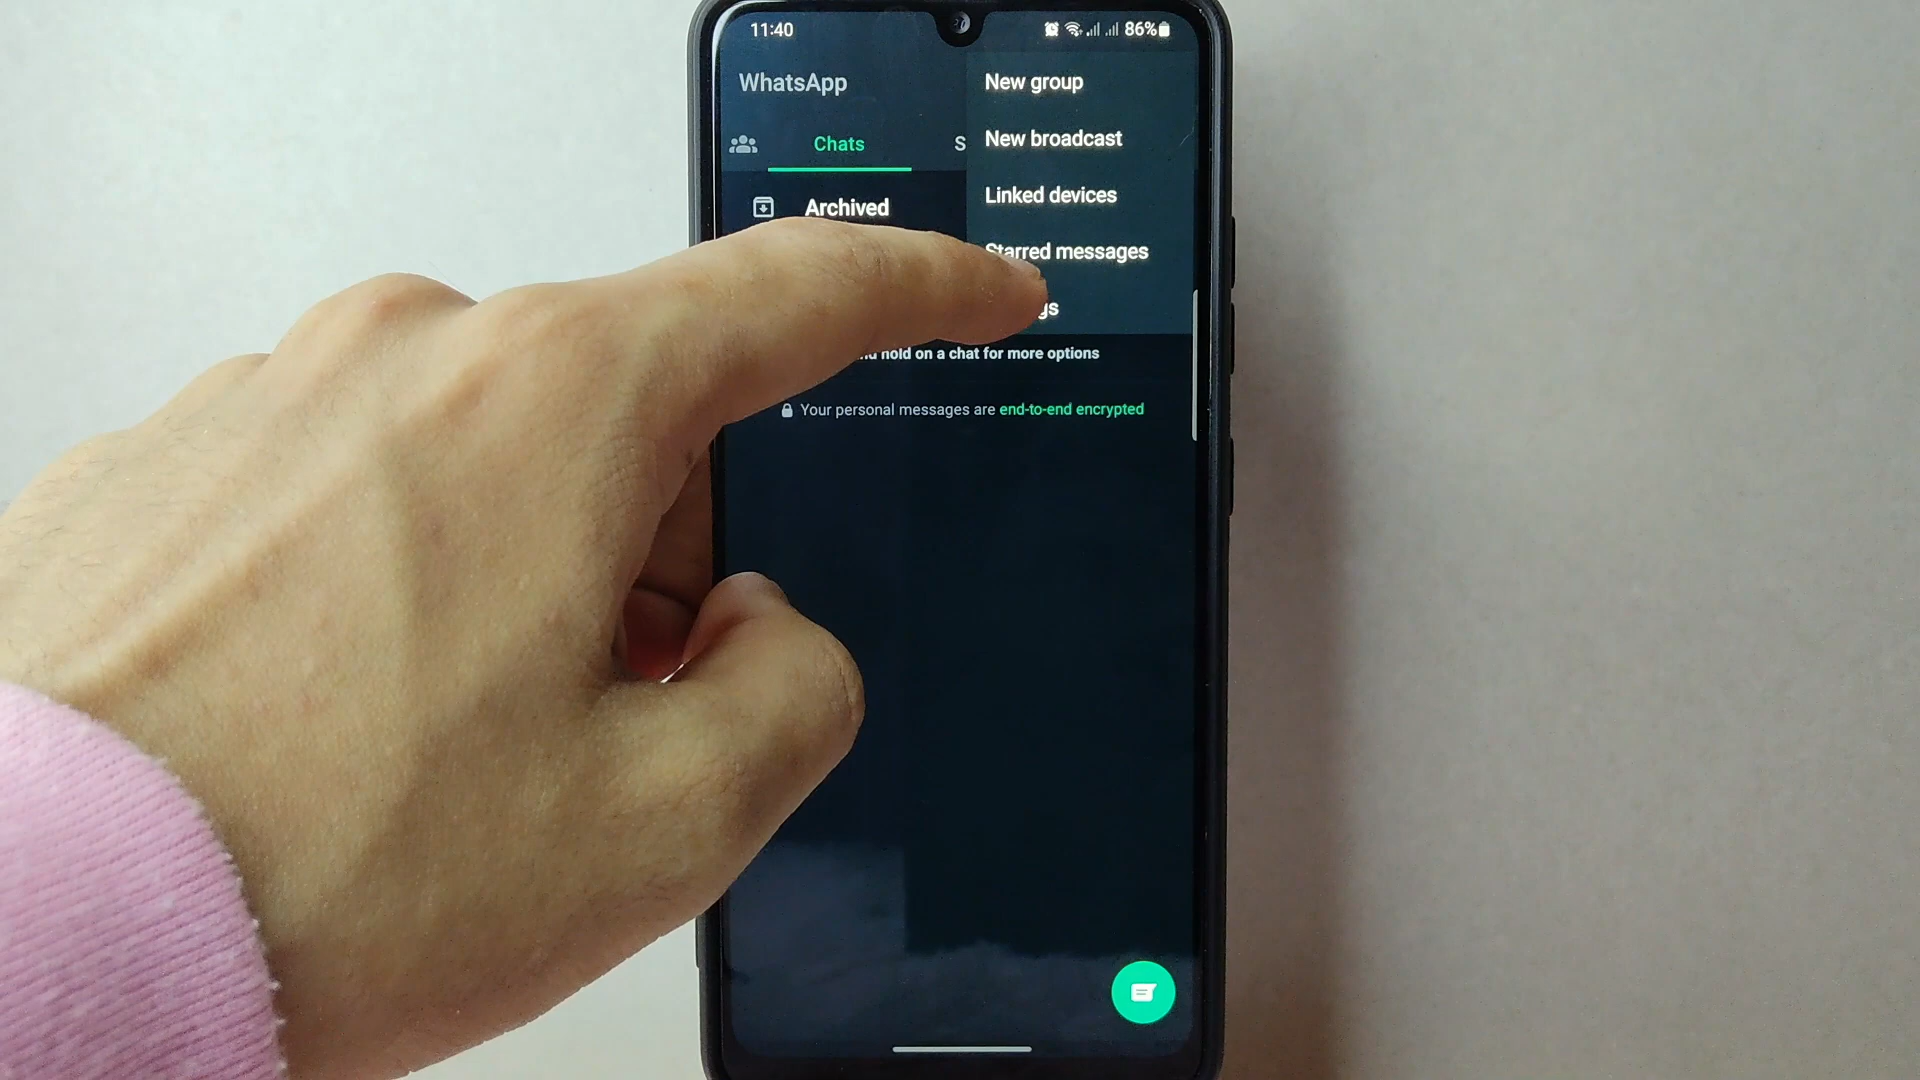 11:40 86%
WhatsApp
New group
Chats
New broadcast
Linked devices
Archived
Starred messages
hold on a chat for more options
Your personal messages are end-to-end encrypted